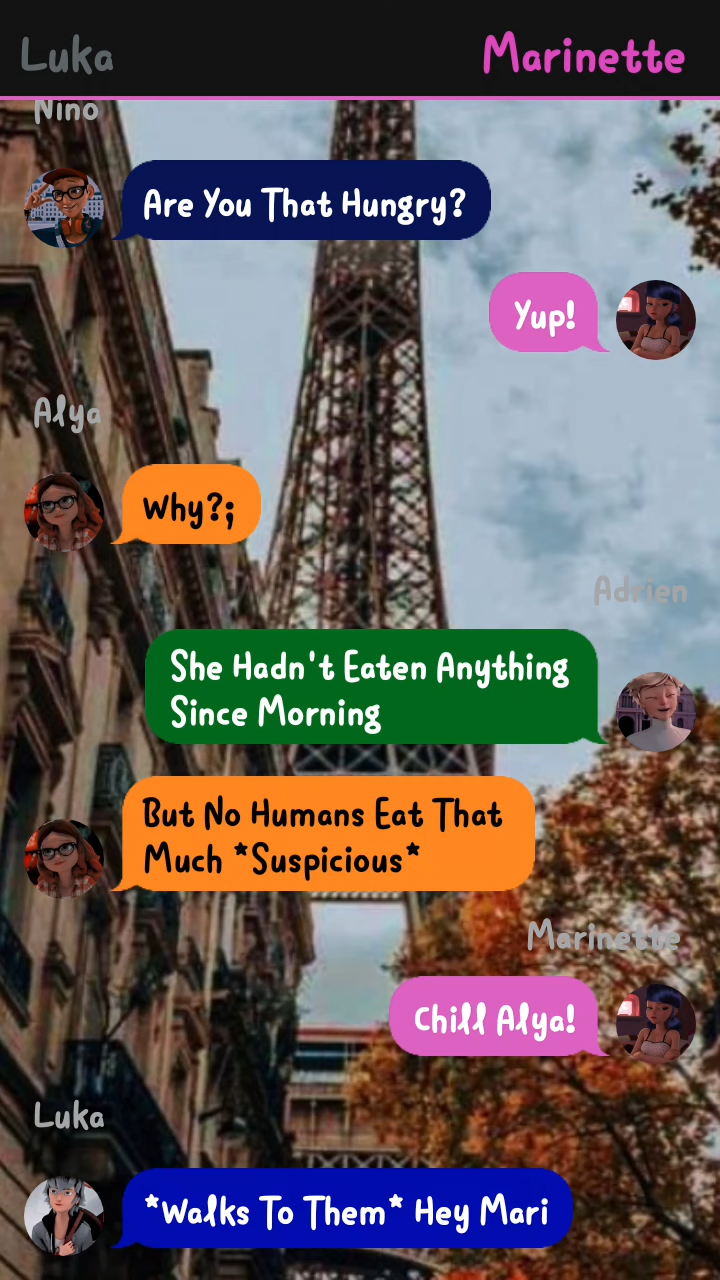 Luka
Marinette
Nino
Are You That Hungry?
Yup!
Alya
Why?;
Adrien
She Hadn't Eaten Anything
Since Morning
But No Humans Eat That
Much *Suspicious*
Marinette
Chill Alya!
Luka
*Walks To Them* Hey Mari